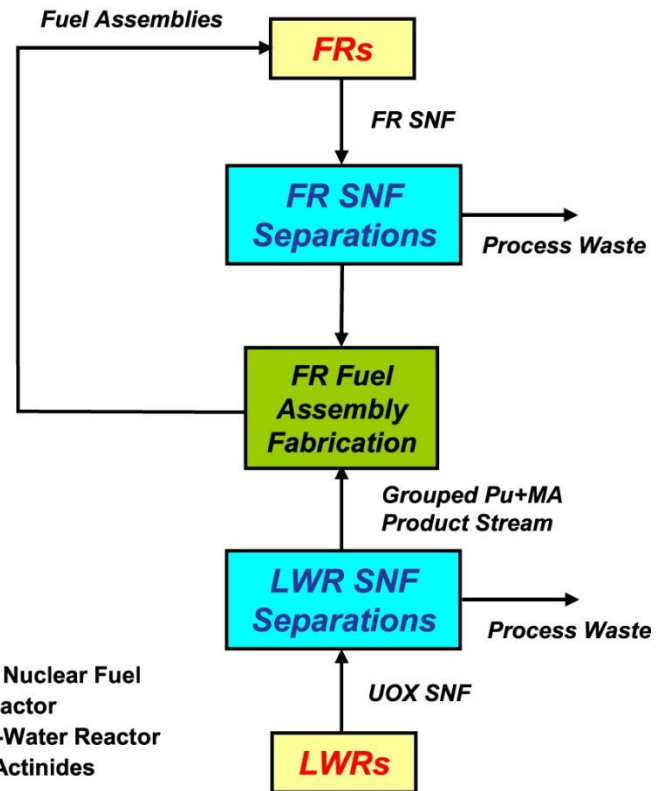 Fuel Assemblies
FRs
FR SNF
FR SNF
Separations
Process Waste
FR Fuel
Assembly
Fabrication
Grouped Pu+MA
Product Stream
LWR SNF
Separations
Process Waste
UOX SNF
Nuclear Fuel
-Water Reactor
Actinides
LWRs